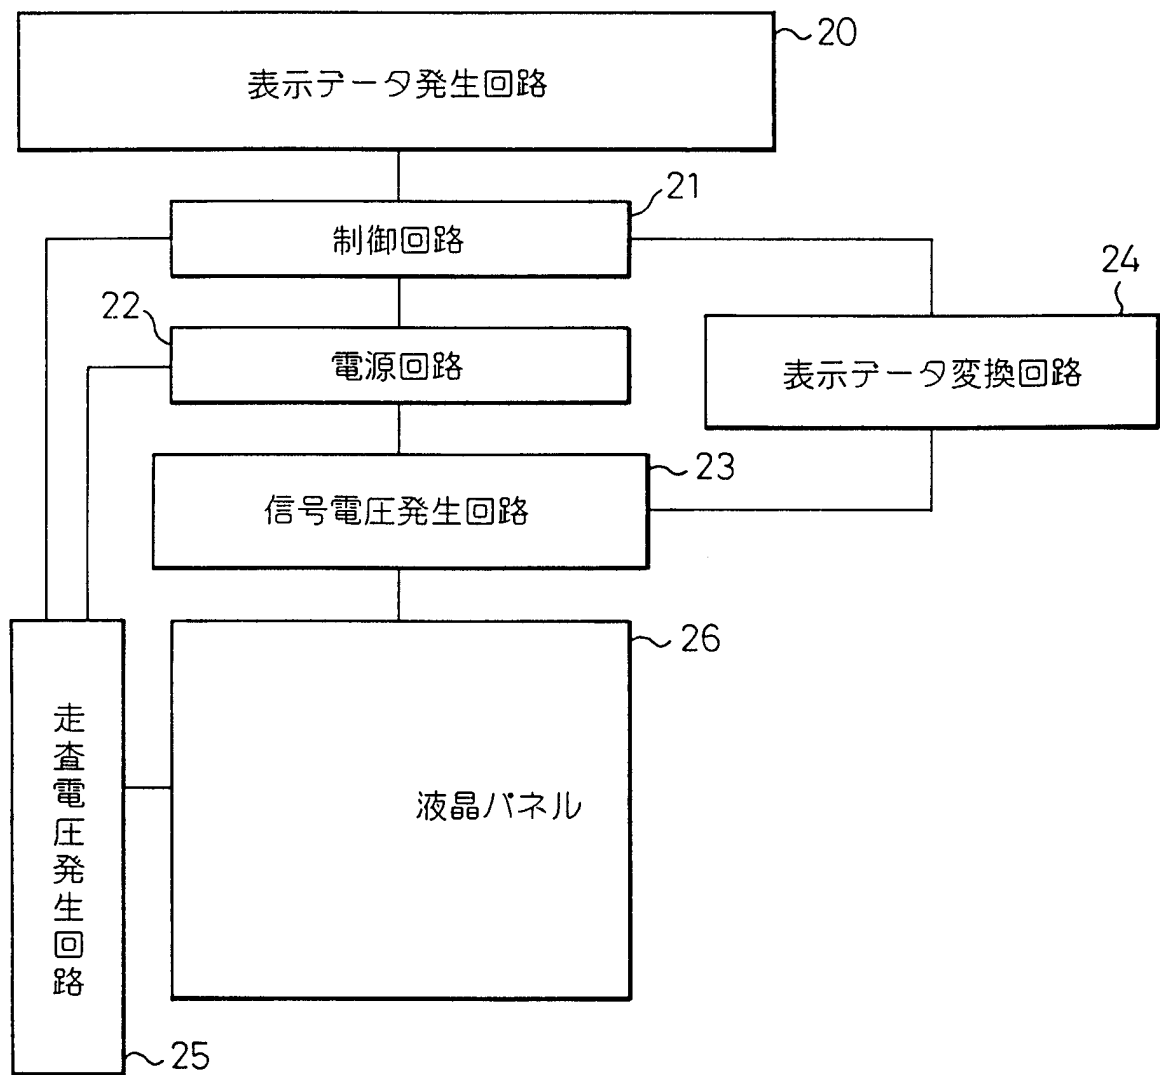 20
表示データ発生回路
21
制御回路
24
22
電源回路
表示データ変換回路
23
信号電圧発生回路
26
走査電圧発生回路
液晶パネル
25